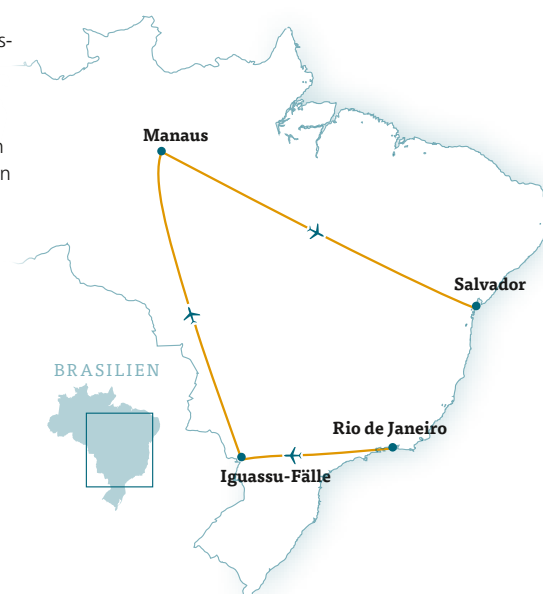 s-
n
n
Manaus
Salvador
BRASILIEN
Rio de Janeiro
Iguassu-Fälle